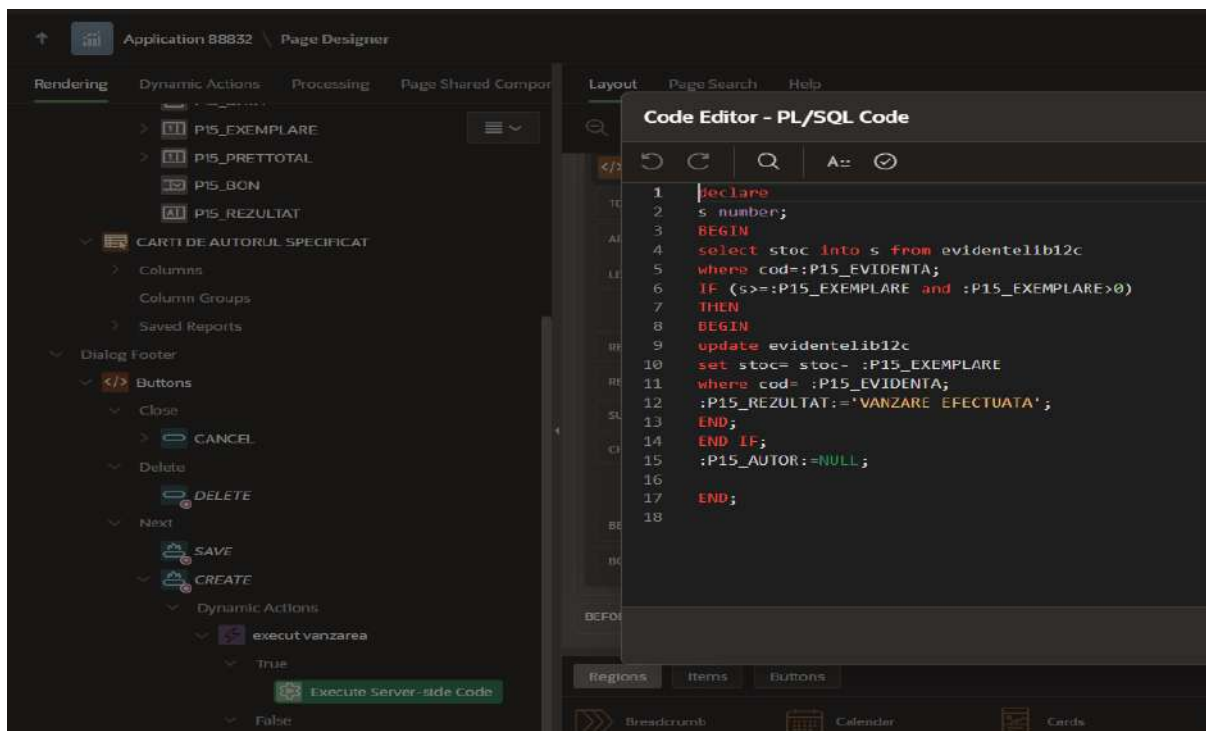 Application 88832 \ Page Designer
Rendering Dynamic Actions Processing Page Shared Compor
P15_EXEMPLARE
P15_PRETTOTAL
P15_BON
P15_REZULTAT
CARTI DE AUTORUL SPECIFICAT
Columns
Column Groups
Saved Reports
Dialog Footer
Buttons
Close
CANCEL
Delete
DELETE
Next
SAVE
CREATE
Dynamic Actions
execut vanzarea
True
Execute Server-side Code
False
Layout Page Search Help
Code Editor - PL/SQL Code
1 declare
2 s number;
3 BEGIN
4 select stoc into s from evidentelib12c
5 where cod=:P15_EVIDENTA;
6 IF (s>=:P15_EXEMPLARE and :P15_EXEMPLARE>0)
7 THEN
8 BEGIN
9 update evidentelib12c
10 set stoc= stoc- :P15_EXEMPLARE
11 where cod= :P15_EVIDENTA;
12 :P15_REZULTAT:='VANZARE EFECTUATA';
13 END;
14 END IF;
15 :P15_AUTOR:=NULL;
16
17 END;
18
BEFO
Regions Items Buttons
Breadcrumb Calendar Cards